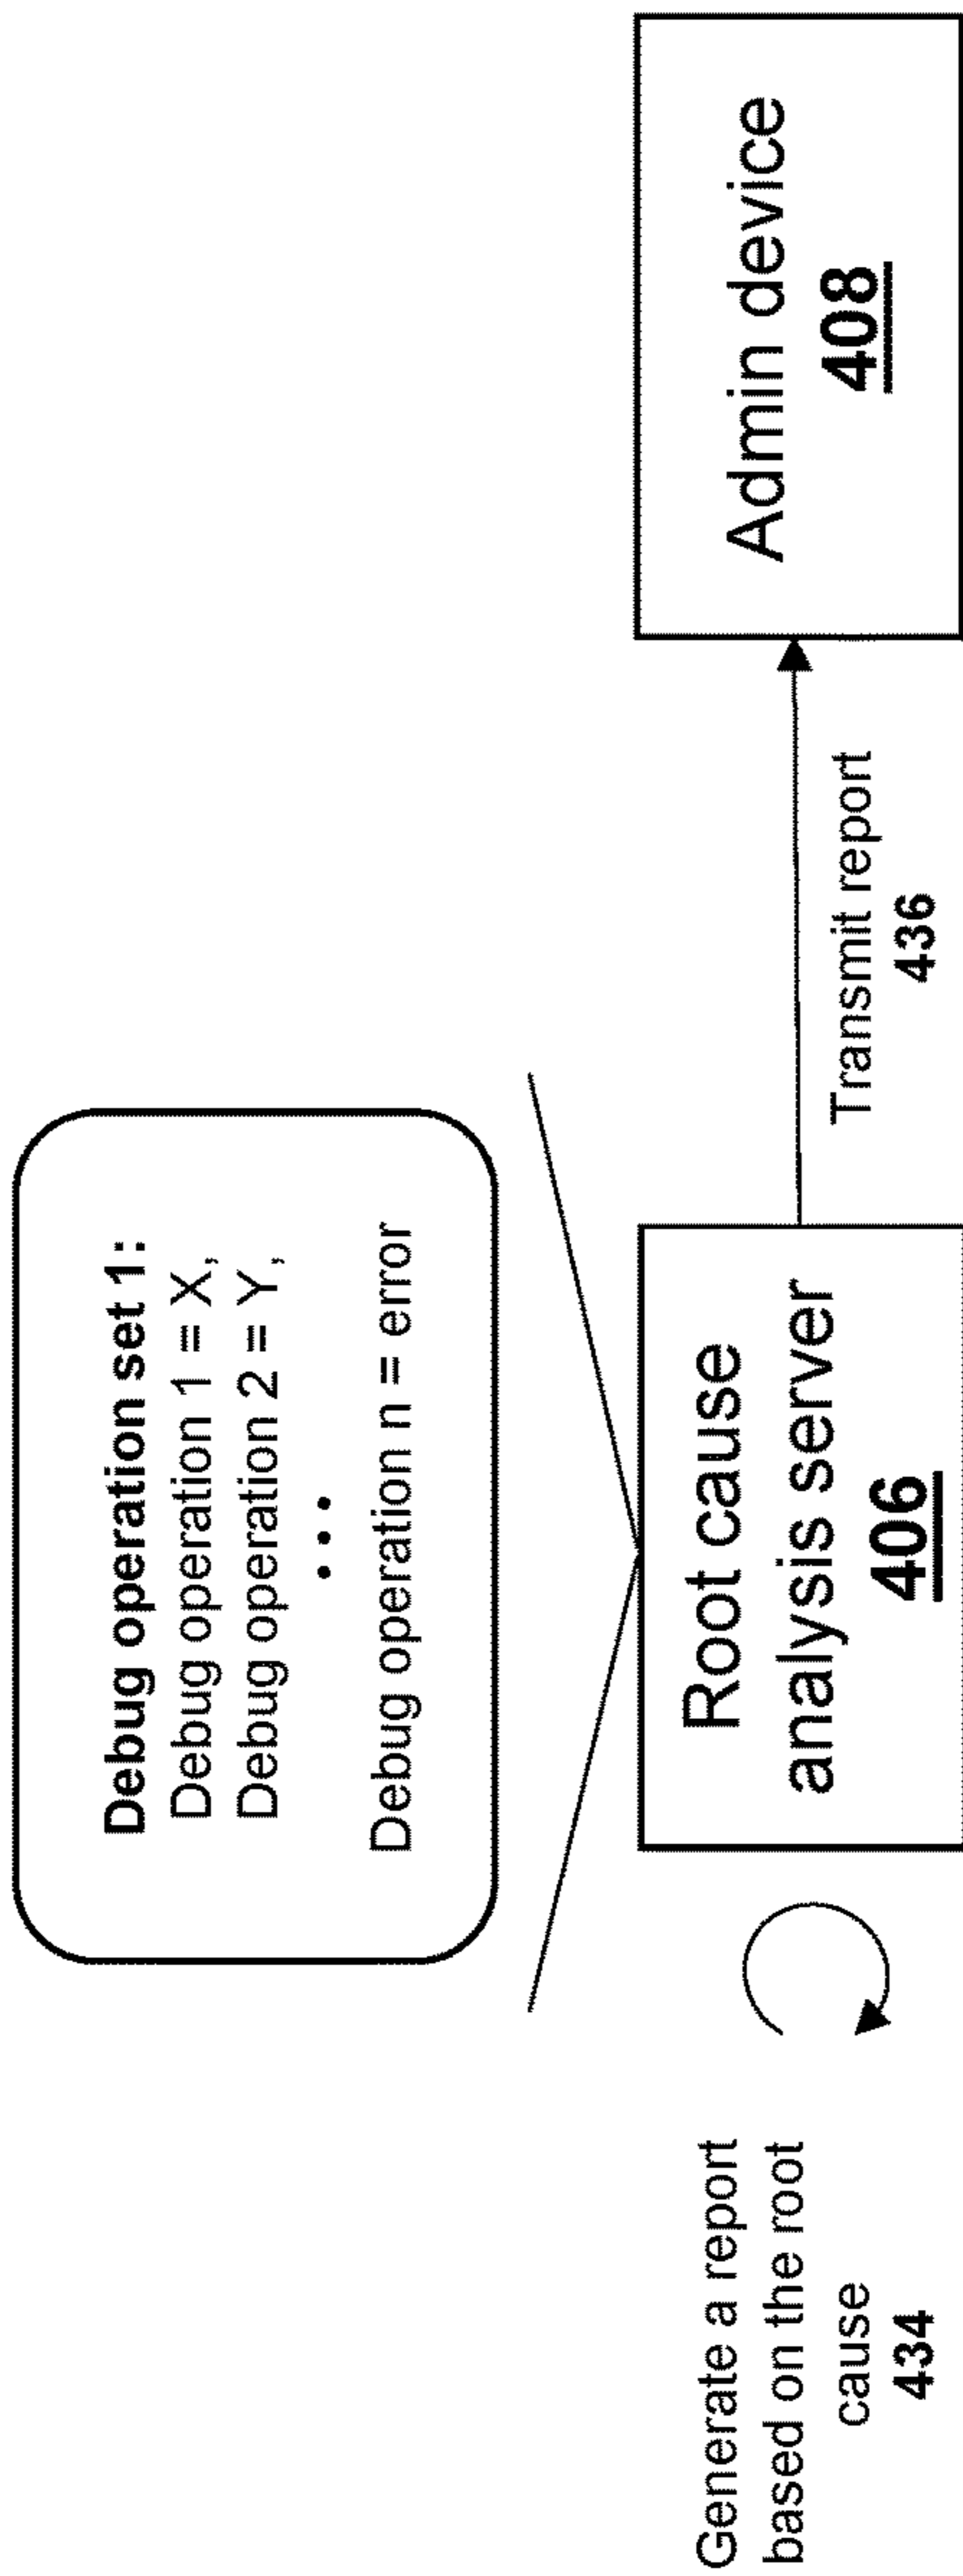 Debug operation set 1:
Debug operation 1 = X,
Debug operation 2 = Y,
• • •
Debug operation n = error
Generate a report
based on the root
cause
434
Root cause
analysis server
406
Transmit report
436
Admin device
408